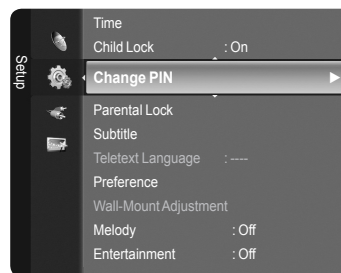 Setup
Time
Child Lock : On
Change PIN
Parental Lock
Subtitle
Teletext Language : ----
Preference
Wall-Mount Adjustment
Melody : Off
Entertainment : Off